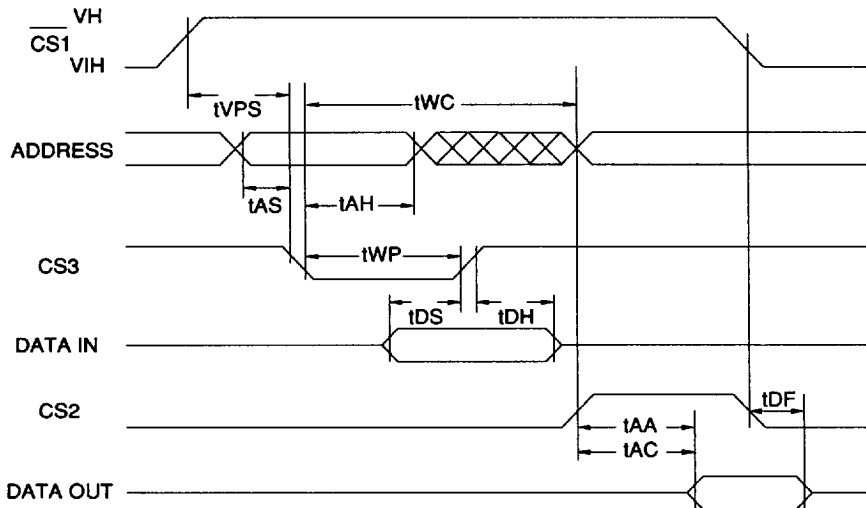 VH
CS1
VIH
tVPS
tWC
ADDRESS
tAS
tAH
CS3
tWP
tDS
tDH
DATA IN
CS2
tDF
tAA
tAC
DATA OUT